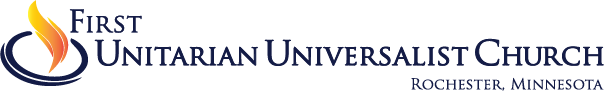 First
Unitarian Universalist Church
Rochester, Minnesota